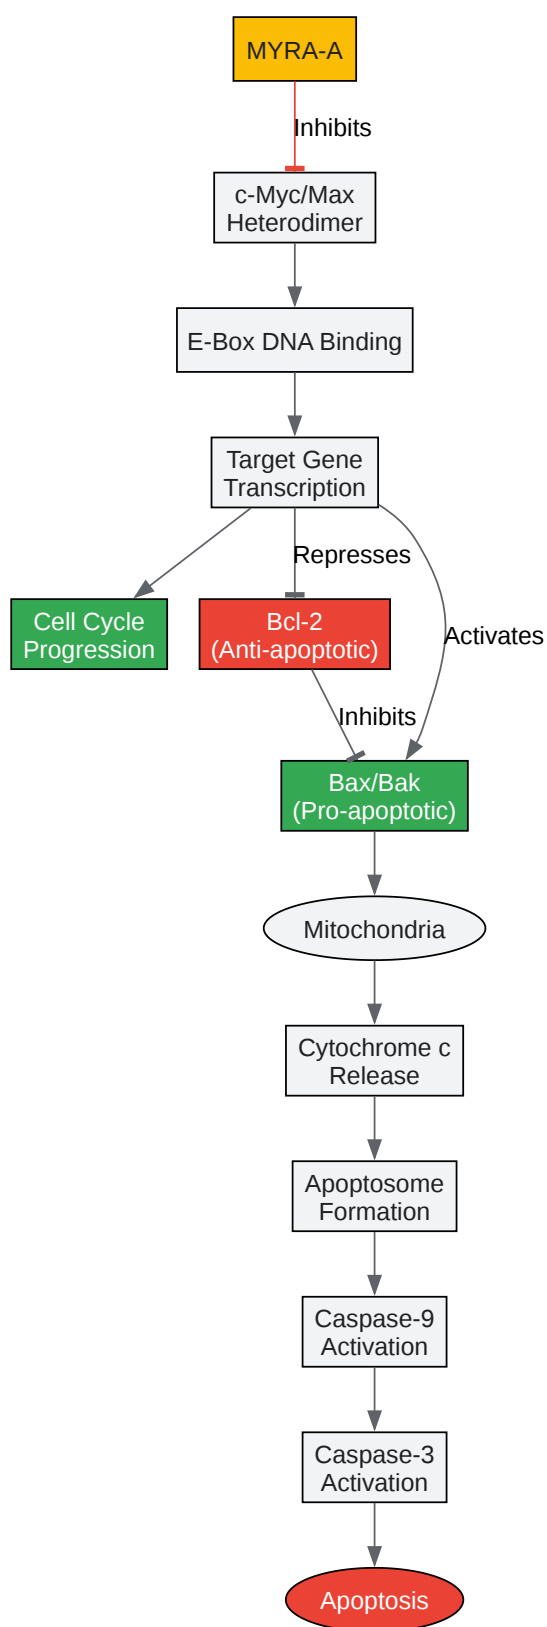 MYRA-A
Inhibits
c-Myc/Max
Heterodimer
E-Box DNA Binding
Target Gene
Transcription
Represses
Cell Cycle
Progression
Bcl-2
(Anti-apoptotic)
Activates
Inhibits
Bax/Bak
(Pro-apoptotic)
Mitochondria
Cytochrome c
Release
Apoptosome
Formation
Caspase-9
Activation
Caspase-3
Activation
Apoptosis